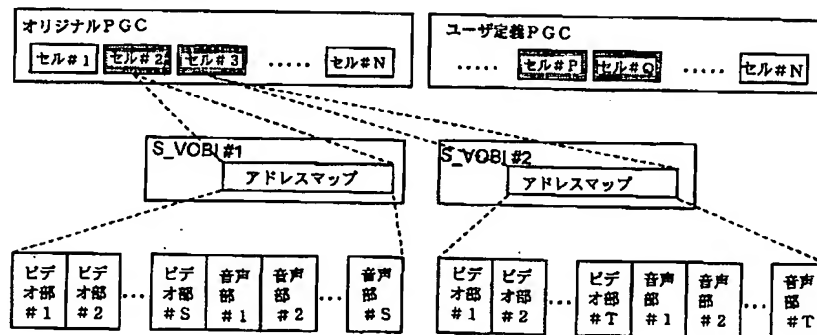 オリジナルPGC
セル#1 セル#2 セル#3 ..... セル#N
ユーザ定義PGC
..... セル#P セル#Q ..... セル#N
S_VOBI#1
アドレスマップ
S_VOBI#2
アドレスマップ
ビデオ部#1 ビデオ部#2 ... ビデオ部#S 音声部#1 音声部#2 ... 音声部#S
ビデオ部#1 ビデオ部#2 ... ビデオ部#T 音声部#1 音声部#2 ... 音声部#T